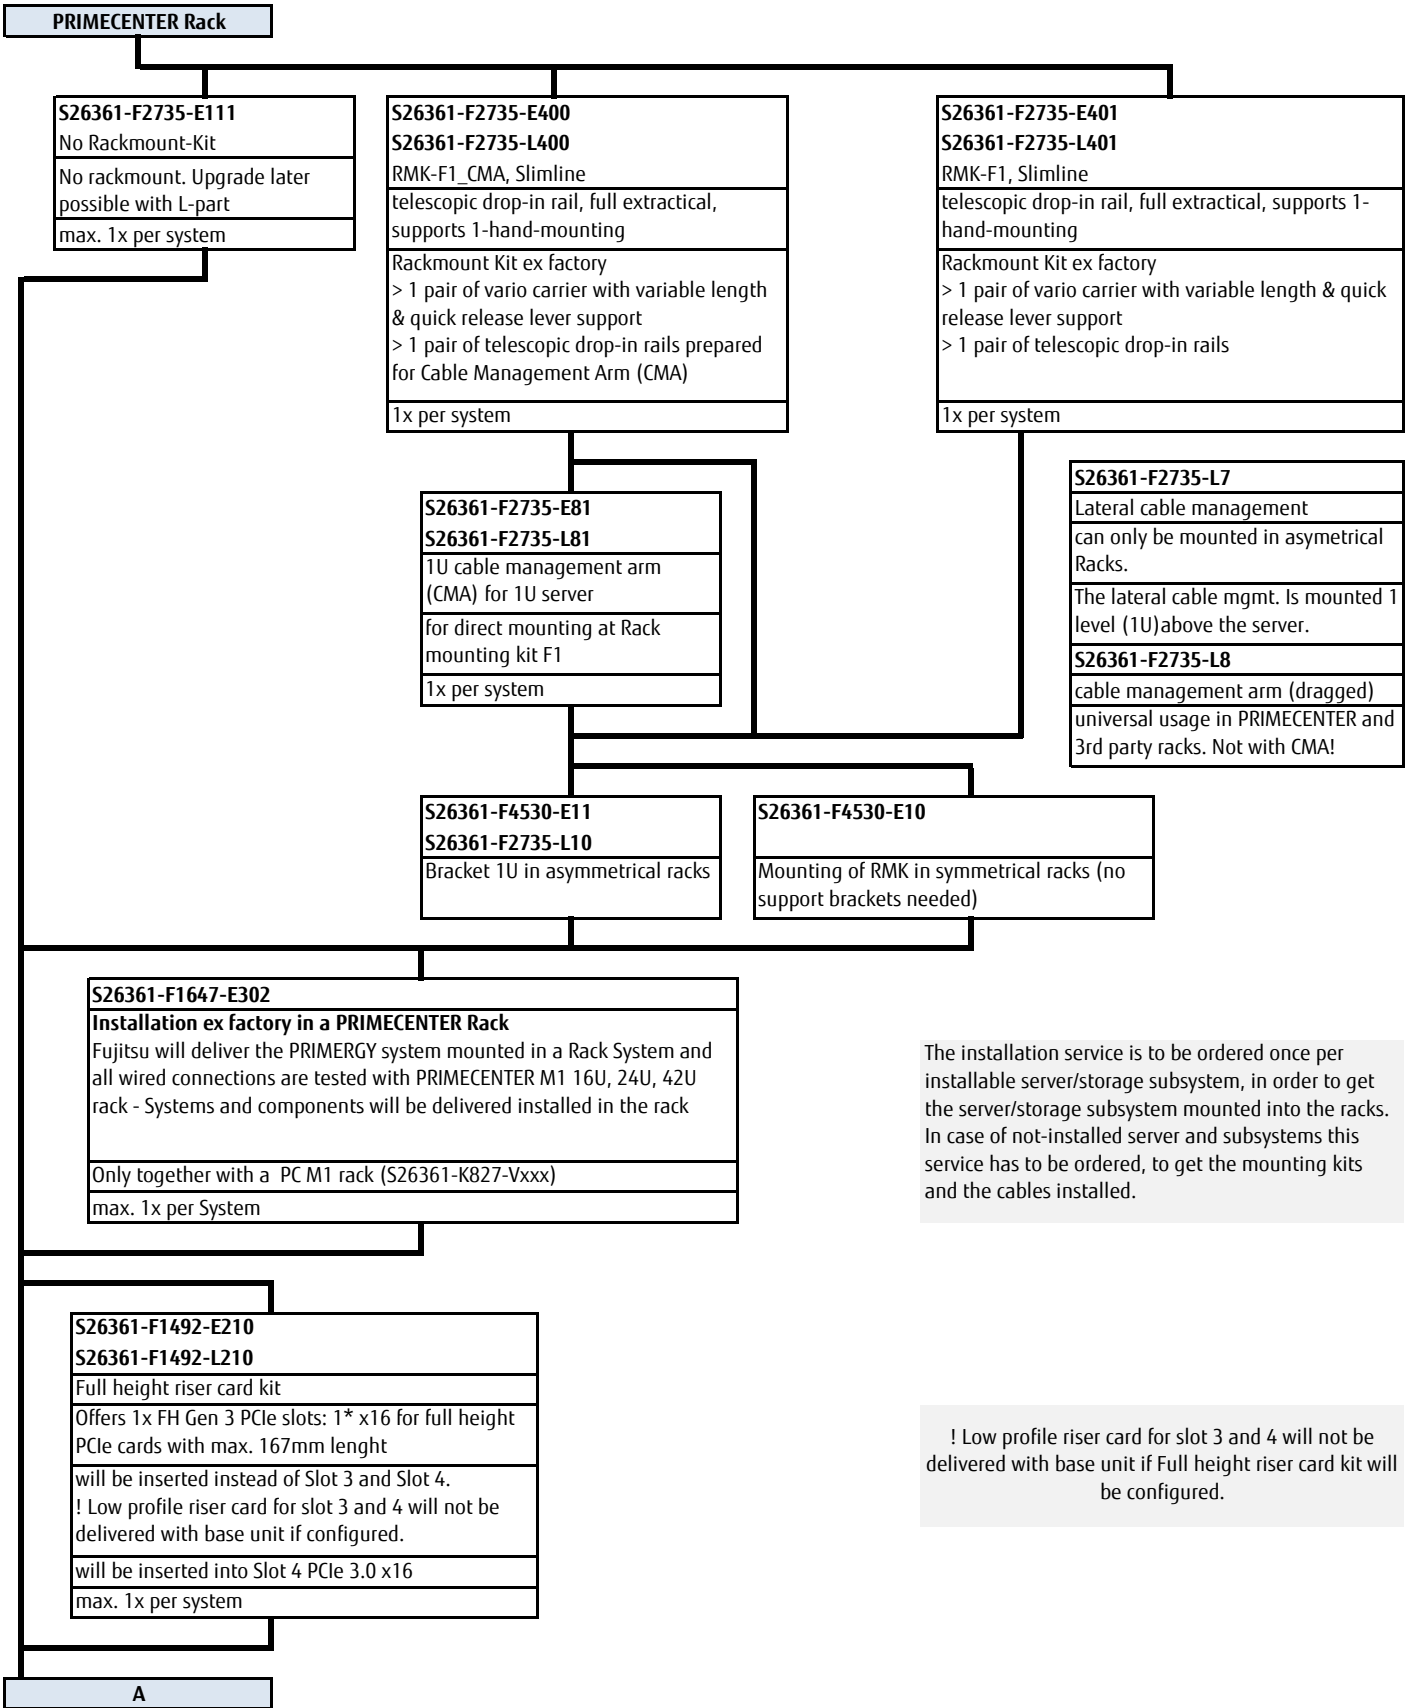 PRIMECENTER Rack
S26361-F2735-E111
No Rackmount-Kit
No rackmount. Upgrade later
possible with L-part
max. 1x per system
S26361-F2735-E400
S26361-F2735-L400
RMK-F1_CMA, Slimline
telescopic drop-in rail, full extractical,
supports 1-hand-mounting
Rackmount Kit ex factory
> 1 pair of vario carrier with variable length
& quick release lever support
> 1 pair of telescopic drop-in rails prepared
for Cable Management Arm (CMA)
1x per system
S26361-F2735-E401
S26361-F2735-L401
RMK-F1, Slimline
telescopic drop-in rail, full extractical, supports 1-
hand-mounting
Rackmount Kit ex factory
> 1 pair of vario carrier with variable length & quick
release lever support
> 1 pair of telescopic drop-in rails
1x per system
S26361-F2735-E81
S26361-F2735-L81
1U cable management arm
(CMA) for 1U server
for direct mounting at Rack
mounting kit F1
1x per system
S26361-F2735-L7
Lateral cable management
can only be mounted in asymetrical
Racks.
The lateral cable mgmt. Is mounted 1
level (1U)above the server.
S26361-F2735-L8
cable management arm (dragged)
universal usage in PRIMECENTER and
3rd party racks. Not with CMA!
S26361-F4530-E11
S26361-F2735-L10
Bracket 1U in asymmetrical racks
S26361-F4530-E10
Mounting of RMK in symmetrical racks (no
support brackets needed)
S26361-F1647-E302
Installation ex factory in a PRIMECENTER Rack
Fujitsu will deliver the PRIMERGY system mounted in a Rack System and
all wired connections are tested with PRIMECENTER M1 16U, 24U, 42U
rack - Systems and components will be delivered installed in the rack
Only together with a  PC M1 rack (S26361-K827-Vxxx)
max. 1x per System
The installation service is to be ordered once per
installable server/storage subsystem, in order to get
the server/storage subsystem mounted into the racks.
In case of not-installed server and subsystems this
service has to be ordered, to get the mounting kits
and the cables installed.
S26361-F1492-E210
S26361-F1492-L210
Full height riser card kit
Offers 1x FH Gen 3 PCIe slots: 1* x16 for full height
PCIe cards with max. 167mm lenght
will be inserted instead of Slot 3 and Slot 4.
! Low profile riser card for slot 3 and 4 will not be
delivered with base unit if configured.
will be inserted into Slot 4 PCIe 3.0 x16
max. 1x per system
! Low profile riser card for slot 3 and 4 will not be
delivered with base unit if Full height riser card kit will
be configured.
A